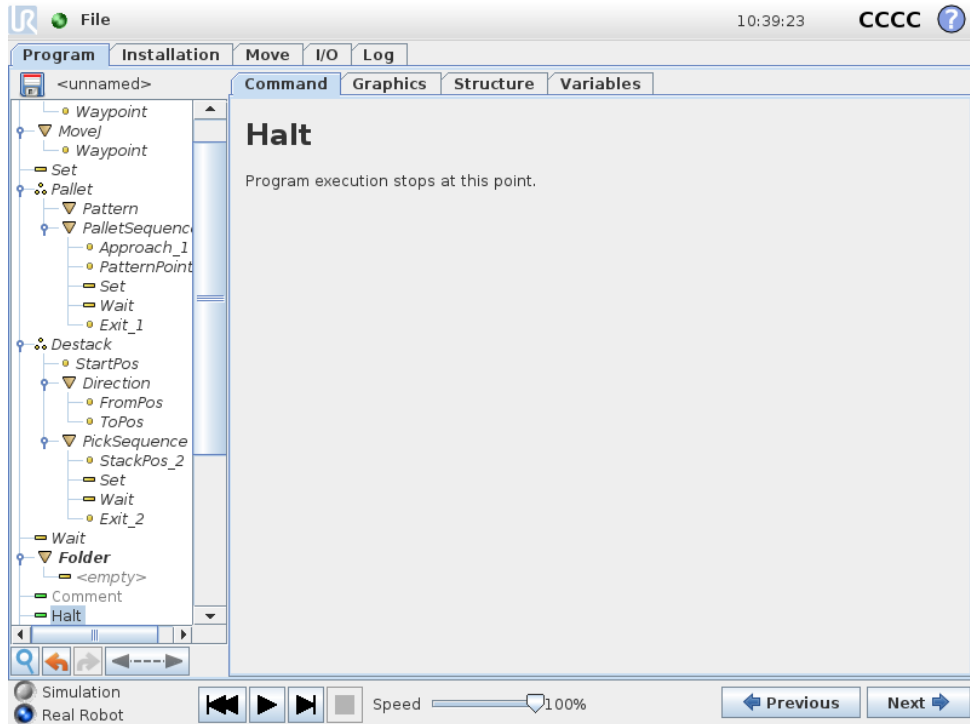 UR File 10:39:23 CCCC ?
Program Installation Move I/O Log
<unnamed>
Command Graphics Structure Variables
Waypoint
MoveJ
Waypoint
Set
Pallet
Pattern
PalletSequenc
Approach_1
PatternPoint
Set
Wait
Exit_1
Destack
StartPos
Direction
FromPos
ToPos
PickSequence
StackPos_2
Set
Wait
Exit_2
Wait
Folder
<empty>
Comment
Halt
Halt
Program execution stops at this point.
Simulation
Real Robot
Speed 100%
Previous Next